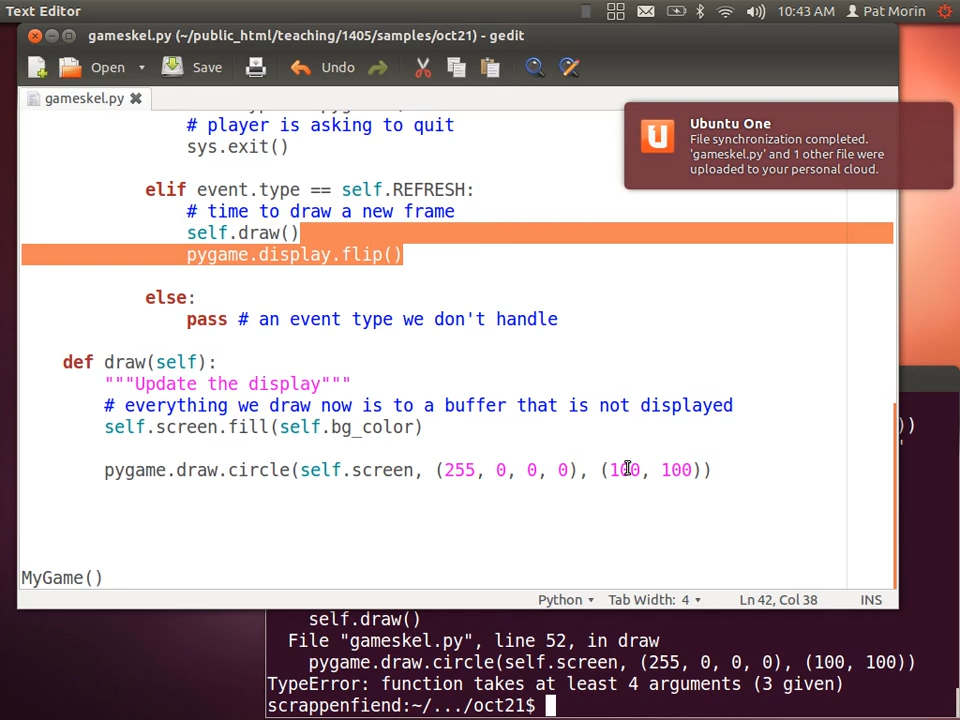 Text Editor
10:43 AM
Pat Morin
gameskel.py (~/public_html/teaching/1405/samples/oct21) - gedit
Open
Save
Undo
gameskel.py
Ubuntu One
File synchronization completed.
'gameskel.py' and 1 other file were
uploaded to your personal cloud.
# player is asking to quit
sys.exit()
elif event.type == self.REFRESH:
# time to draw a new frame
self.draw()
pygame.display.flip()
else:
pass # an event type we don't handle
def draw(self):
"""Update the display"""
# everything we draw now is to a buffer that is not displayed
self.screen.fill(self.bg_color)
pygame.draw.circle(self.screen, (255, 0, 0, 0), (100, 100))
MyGame()
Python
Tab Width: 4
Ln 42, Col 38
INS
self.draw()
File "gameskel.py", line 52, in draw
pygame.draw.circle(self.screen, (255, 0, 0, 0), (100, 100))
TypeError: function takes at least 4 arguments (3 given)
scrappenfiend:~/.../oct21$